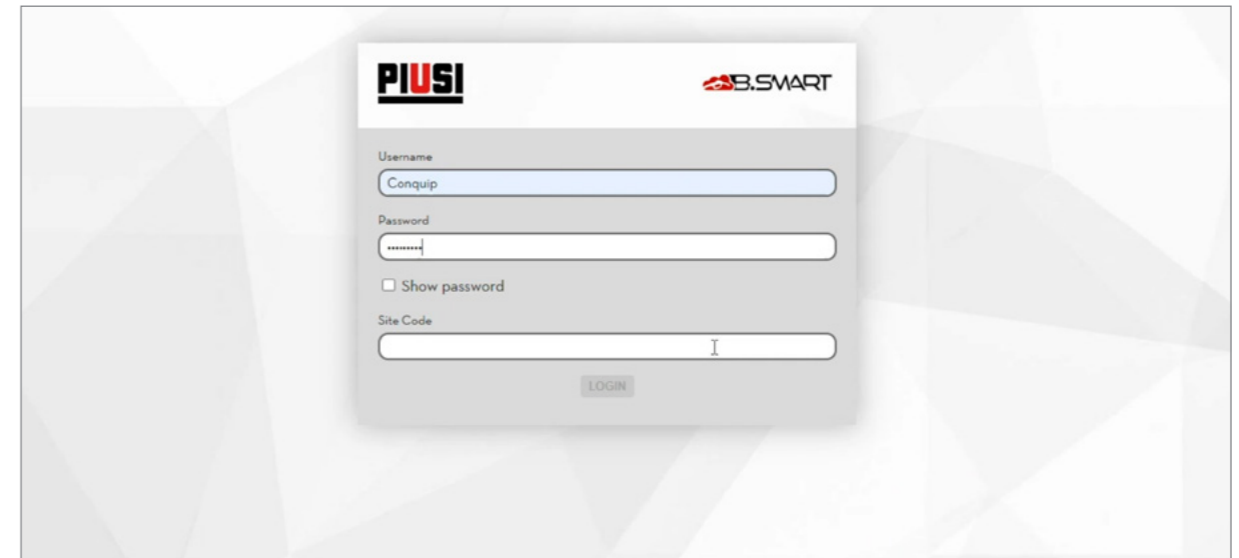 PIUSI
B.SMART
Username
Conquip
Password
•••••••••
Show password
Site Code
LOGIN